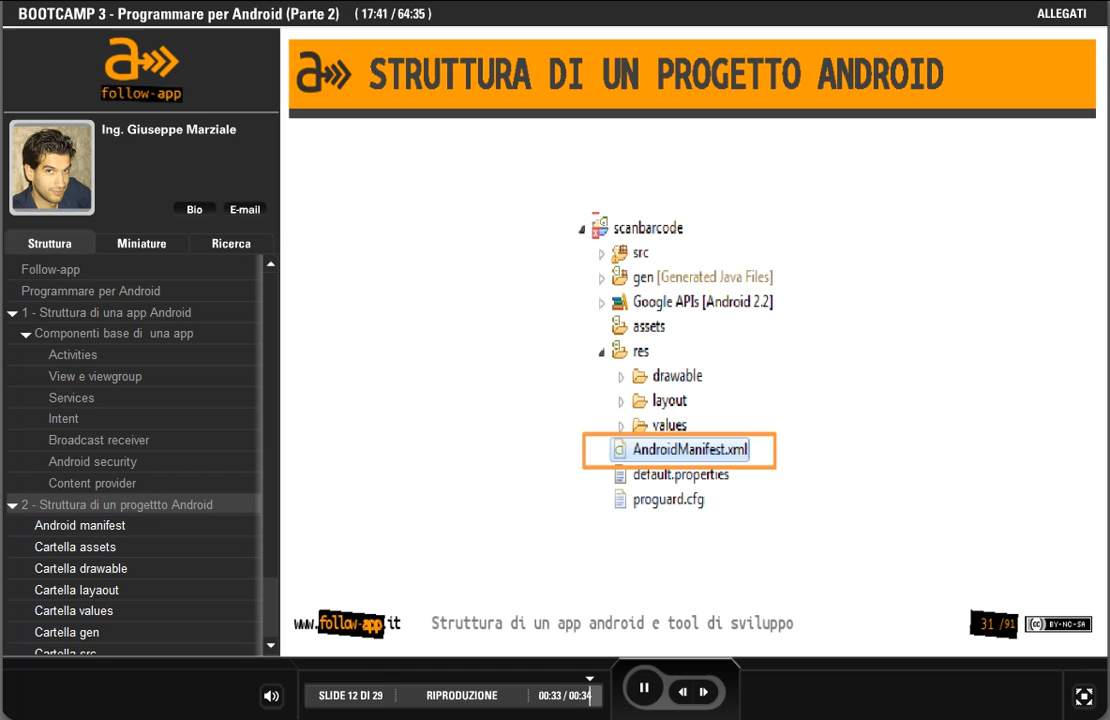 BOOTCAMP 3 - Programmare per Android (Parte 2) ( 17:41 / 64:35 )
ALLEGATI
a
follow-app
Ing. Giuseppe Marziale
Bio
E-mail
Struttura
Miniature
Ricerca
Follow-app
Programmare per Android
1 - Struttura di una app Android
Componenti base di una app
Activities
View e viewgroup
Services
Intent
Broadcast receiver
Android security
Content provider
2 - Struttura di un progettto Android
Android manifest
Cartella assets
Cartella drawable
Cartella layaout
Cartella values
Cartella gen
Cartella src
a STRUTTURA DI UN PROGETTO ANDROID
scanbarcode
src
gen [Generated Java Files]
Google APIs [Android 2.2]
assets
res
drawable
layout
values
AndroidManifest.xml
default.properties
proguard.cfg
www.follow-app.it
Struttura di un app android e tool di sviluppo
31 /91
(cc) BY-NC-SA
SLIDE 12 DI 29
RIPRODUZIONE
00:33 / 00:34